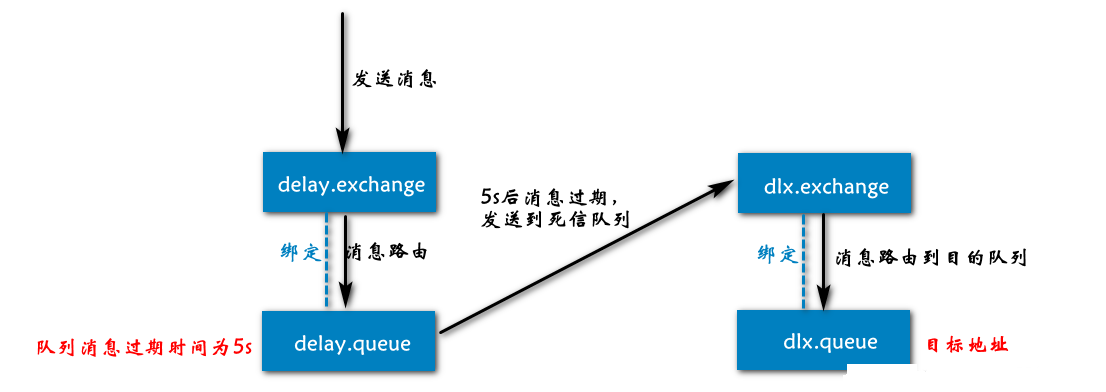 发送消息
delay.exchange
dlx.exchange
5s后消息过期，
发送到死信队列
绑定
消息路由
绑定
消息路由到目的队列
队列消息过期时间为5s
delay.queue
dlx.queue
目标地址